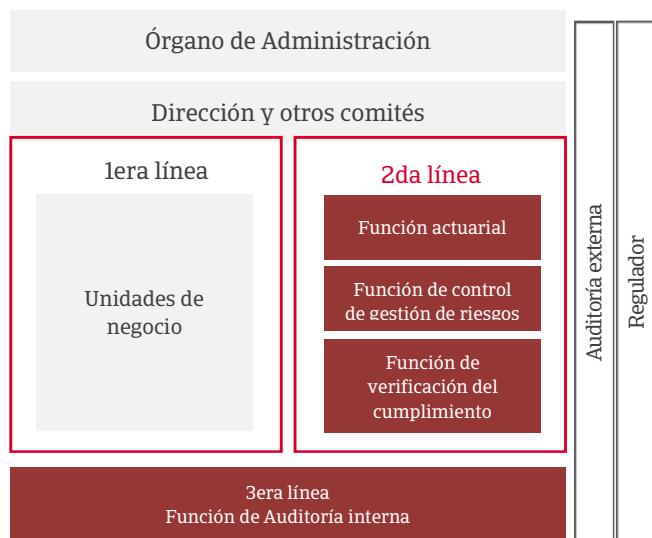 Órgano de Administración
Dirección y otros comités
1era línea
Unidades de
negocio
2da línea
Función actuarial
Función de control
de gestión de riesgos
Función de
verificación del
cumplimiento
3era línea
Función de Auditoría interna
Auditoría externa
Regulador